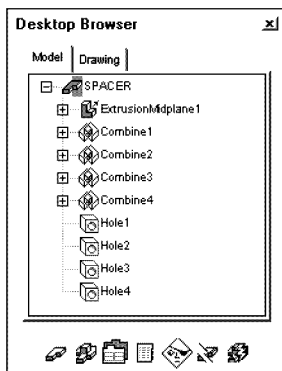 Desktop Browser
Model
Drawing
SPACER
ExtrusionMidplane1
Combine1
Combine2
Combine3
Combine4
Hole1
Hole2
Hole3
Hole4